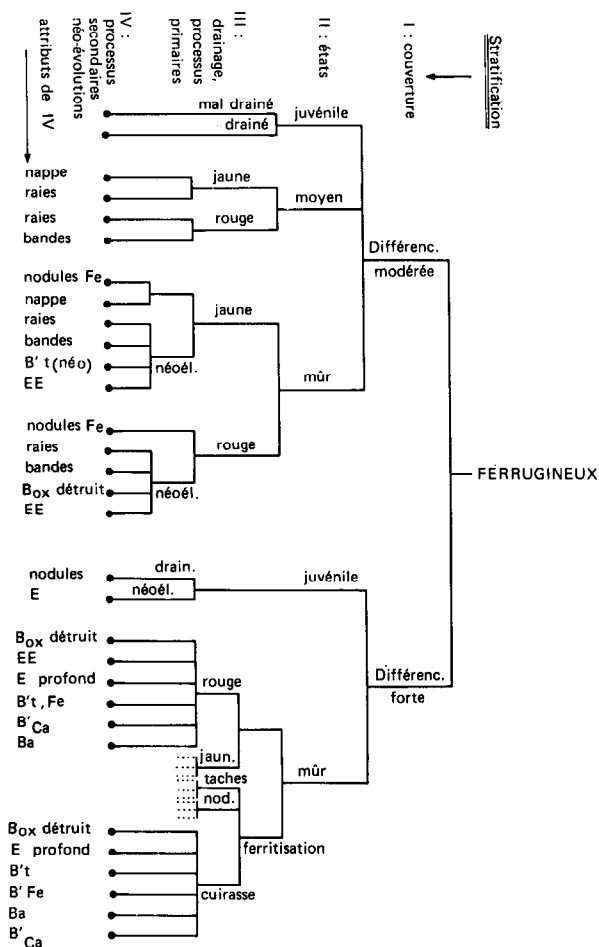 Stratification
I : couverture
II : états
III :
drainage,
processus
primaires
IV :
processus
secondaires
néo-évolutions
attributs de IV
mal drainé
drainé
juvénile
nappe
raies
jaune
raies
bandes
rouge
moyen
Différenc.
modérée
nodules Fe
nappe
raies
bandes
B' t (néo)
EE
néoél.
jaune
mûr
nodules Fe
raies
bandes
Box détruit
EE
néoél.
rouge
FERRUGINEUX
nodules
E
drain.
néoél.
juvénile
Box détruit
EE
E profond
B't, Fe
B'Ca
Ba
rouge
Différenc.
forte
jaun.
taches
nod.
mûr
ferritisation
Box détruit
E profond
B't
B' Fe
Ba
B'Ca
cuirasse